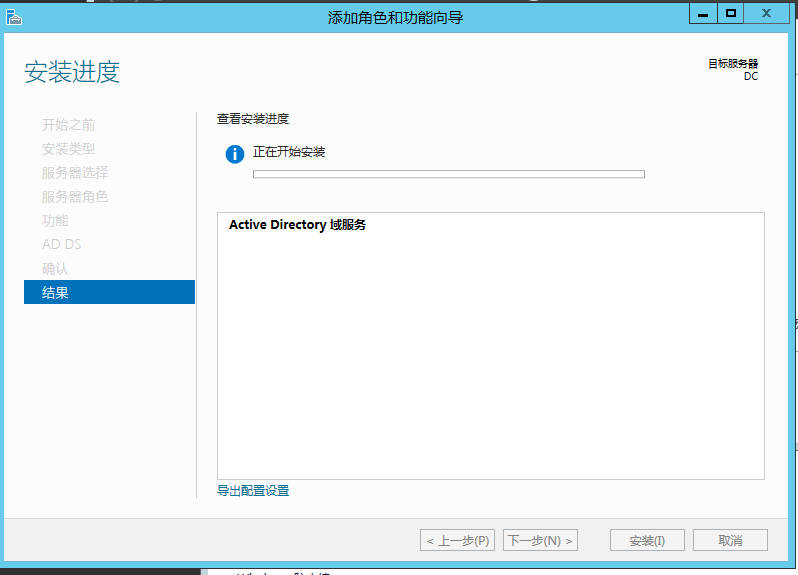 添加角色和功能向导
安装进度
目标服务器
DC
开始之前
安装类型
服务器选择
服务器角色
功能
AD DS
确认
结果
查看安装进度
正在开始安装
Active Directory 域服务
导出配置设置
< 上一步(P)
下一步(N) >
安装(I)
取消